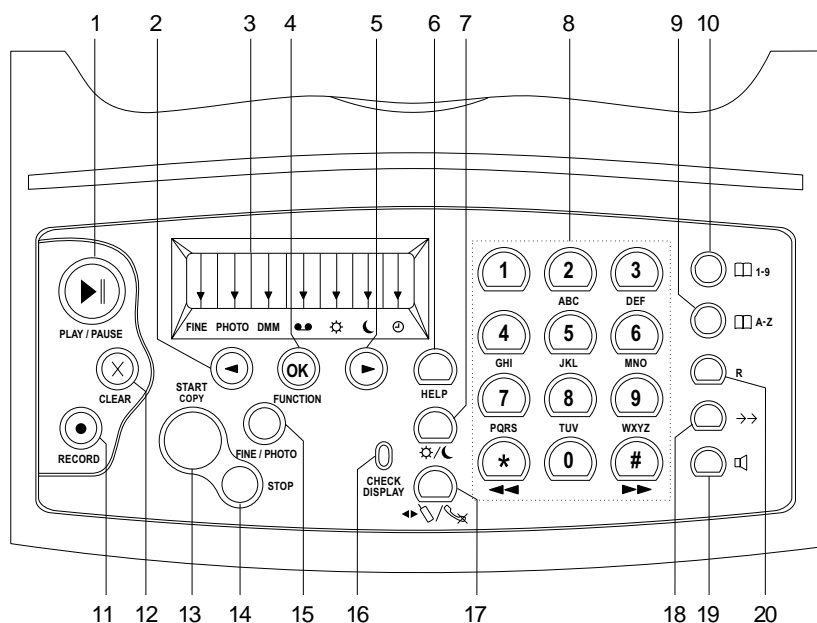 1 2 3 4 5 6 7 8 9 10
PLAY / PAUSE
CLEAR
RECORD
FINE PHOTO DMM
OK
FUNCTION
HELP
START
COPY
FINE / PHOTO
STOP
CHECK
DISPLAY
1 2 3
ABC DEF
4 5 6
GHI JKL MNO
7 8 9
PQRS TUV WXYZ
* 0 #
1-9
A-Z
R
11 12 13 14 15 16 17 18 19 20